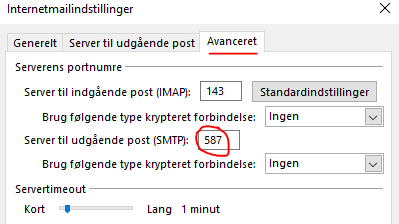 Internetmailindstillinger
Generelt Server til udgående post Avanceret
Serverens portnumre
Server til indgående post (IMAP): 143 Standardindstillinger
Brug følgende type krypteret forbindelse: Ingen
Server til udgående post (SMTP): 587
Brug følgende type krypteret forbindelse: Ingen
Servertimeout
Kort Lang 1 minut